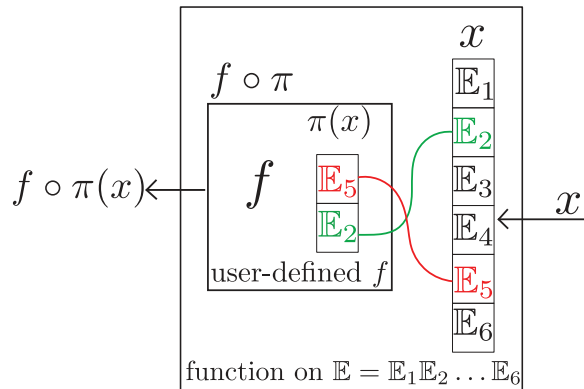 x
𝔼₁
f ∘ π
𝔼₂
π(x)
f ∘ π(x)
f
𝔼₅
𝔼₃
x
𝔼₂
𝔼₄
user-defined f
𝔼₅
𝔼₆
function on 𝔼 = 𝔼₁𝔼₂ … 𝔼₆